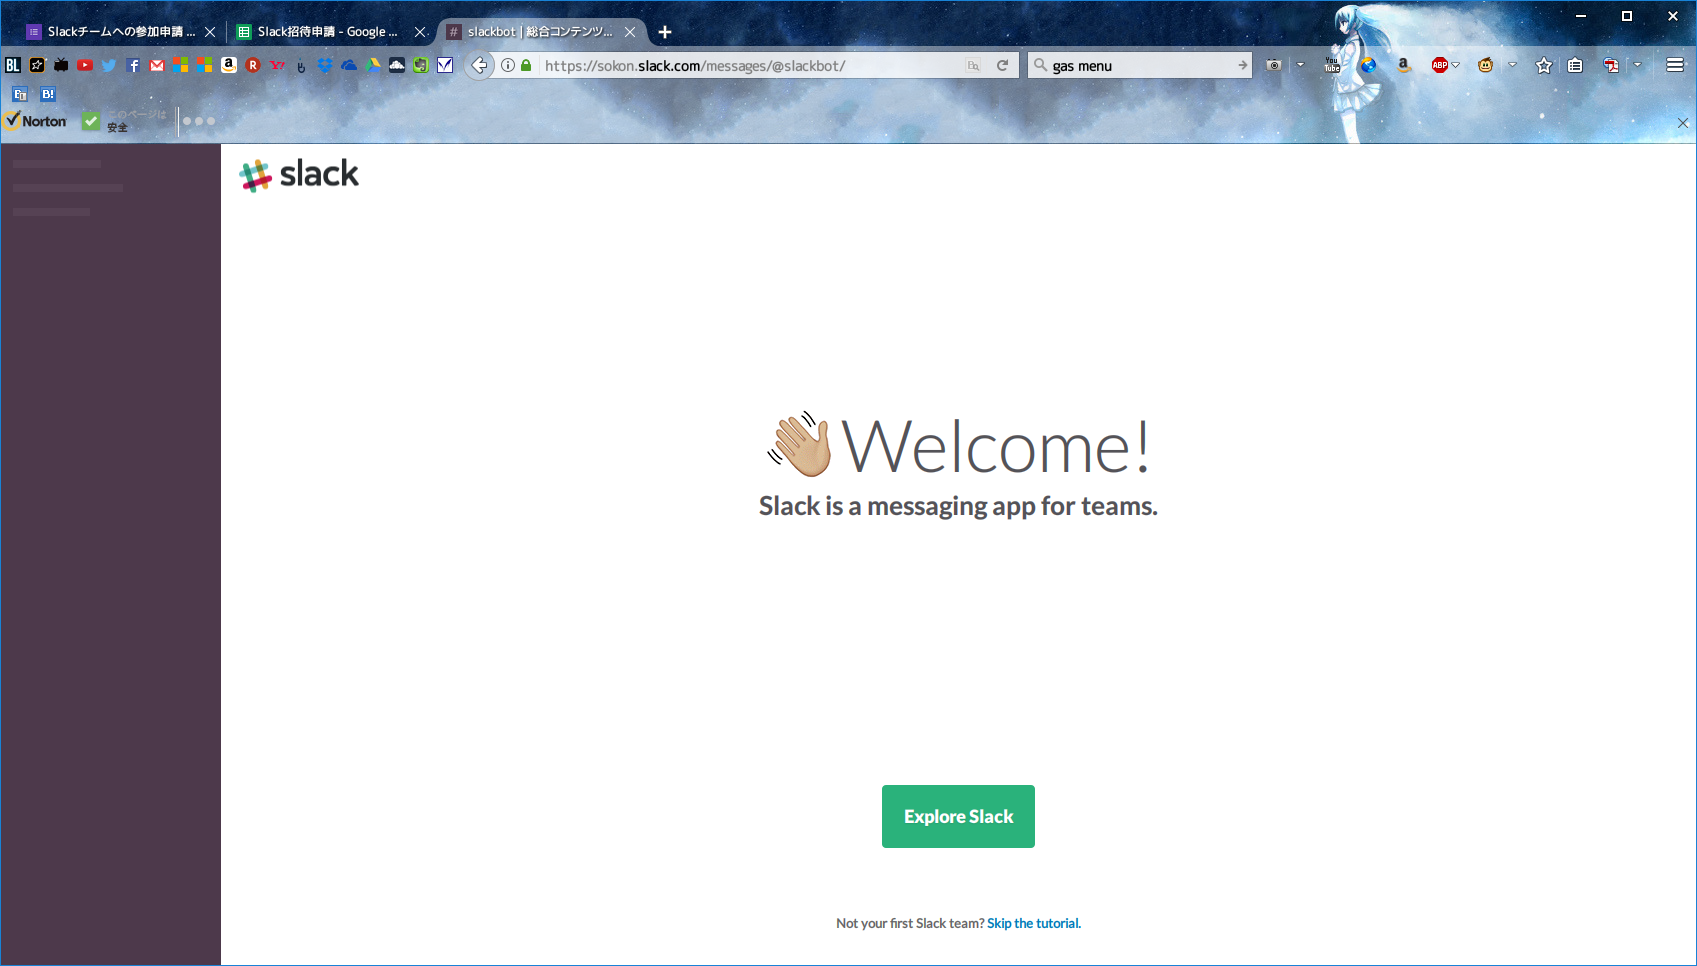 Slackチームへの参加申請 ...
Slack招待申請 - Google ...
slackbot | 総合コンテンツ...
BL
https://sokon.slack.com/messages/@slackbot/
gas menu
You
Tube
ABP
B!
Norton
このページは
安全
slack
Welcome!
Slack is a messaging app for teams.
Explore Slack
Not your first Slack team? Skip the tutorial.